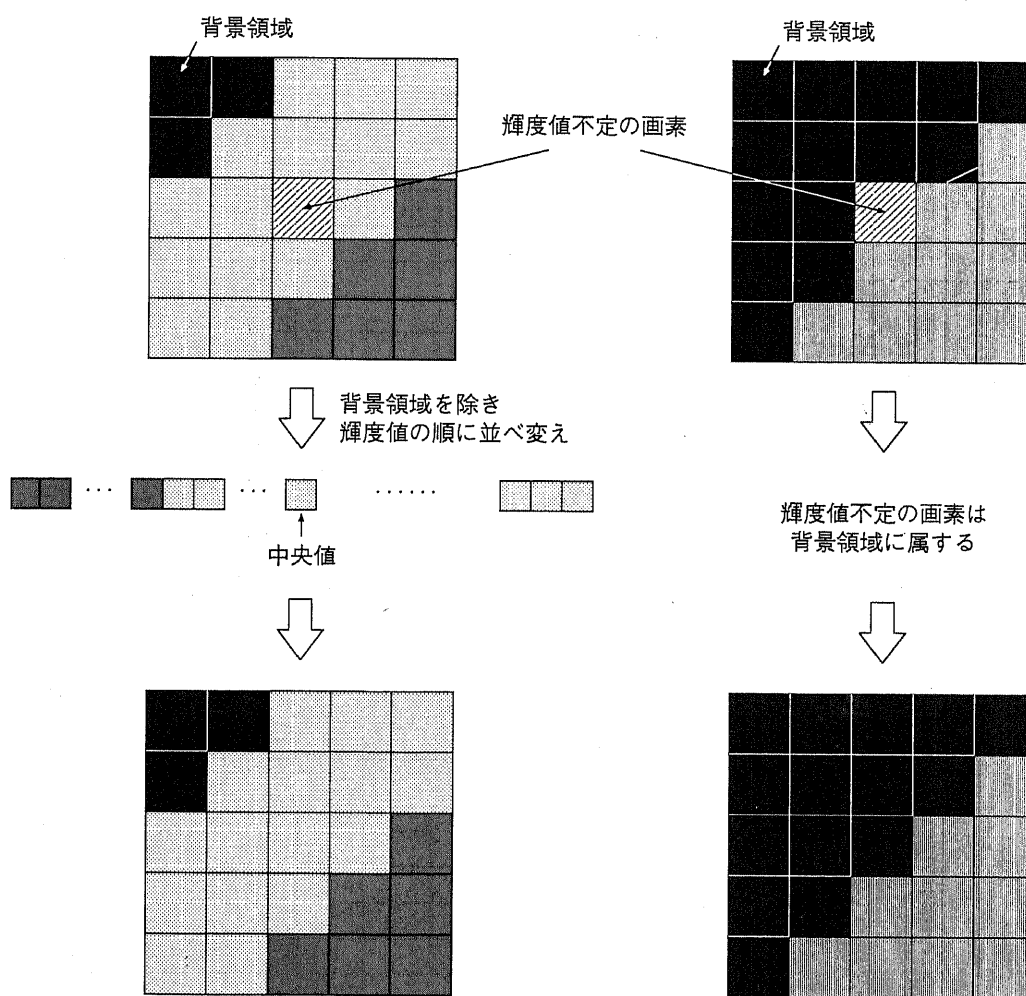 背景領域
背景領域
輝度値不定の画素
背景領域を除き
輝度値の順に並べ変え
...
...
......
中央値
輝度値不定の画素は
背景領域に属する